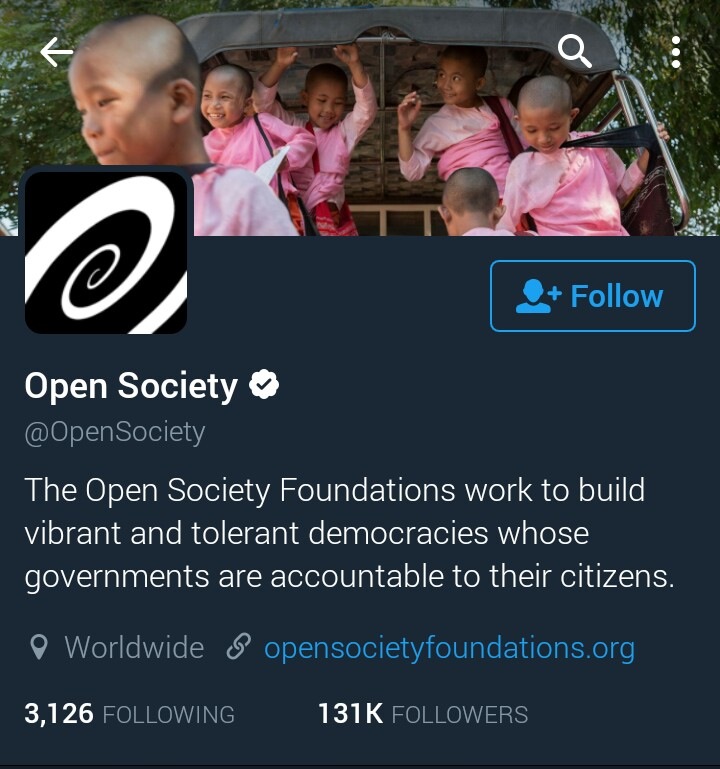 Follow
Open Society
@OpenSociety
The Open Society Foundations work to build
vibrant and tolerant democracies whose
governments are accountable to their citizens.
Worldwide opensocietyfoundations.org
3,126 FOLLOWING 131K FOLLOWERS